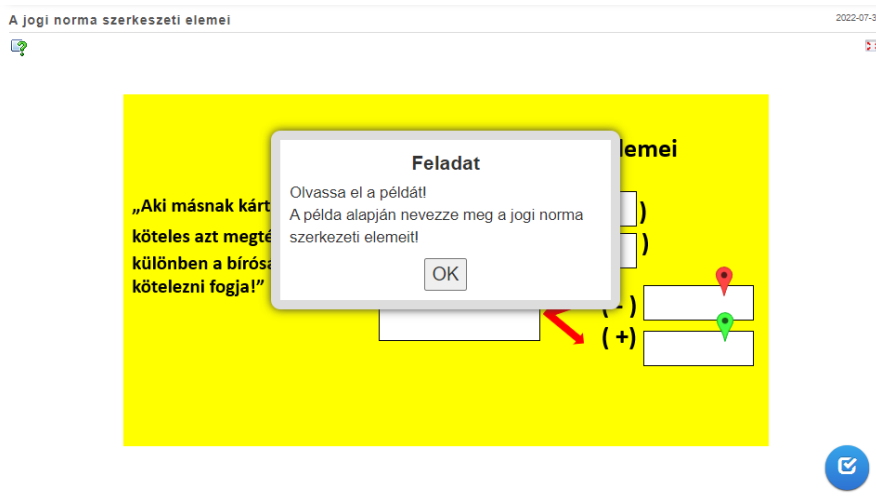 A jogi norma szerkeszeti elemei
2022-07-3
Feladat
Olvassa el a példát!
A példa alapján nevezze meg a jogi norma
szerkezeti elemeit!
OK
lemei
„Aki másnak kárt
köteles azt megté
különben a bírósá
kötelezni fogja!”
)
)
( - )
( +)